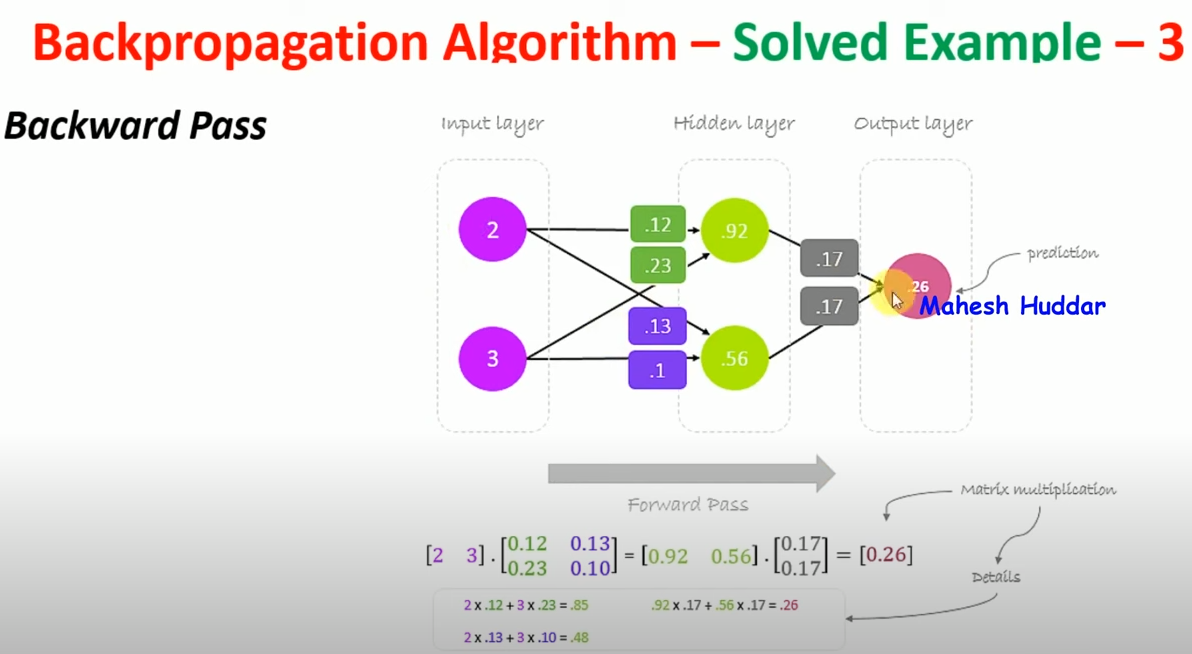 Backpropagation Algorithm – Solved Example – 3
Backward Pass
Input layer
Hidden layer
Output layer
2
.12
.92
.23
.17
prediction
.26
Mahesh Huddar
.17
.13
3
.56
.1
Forward Pass
Matrix multiplication
[2 3] . [0.12 0.13 = [0.92 0.56] . [0.17 = [0.26]
0.23 0.10] 0.17]
Details
2 x .12 + 3 x .23 = .85 .92 x .17 + .56 x .17 = .26
2 x .13 + 3 x .10 = .48